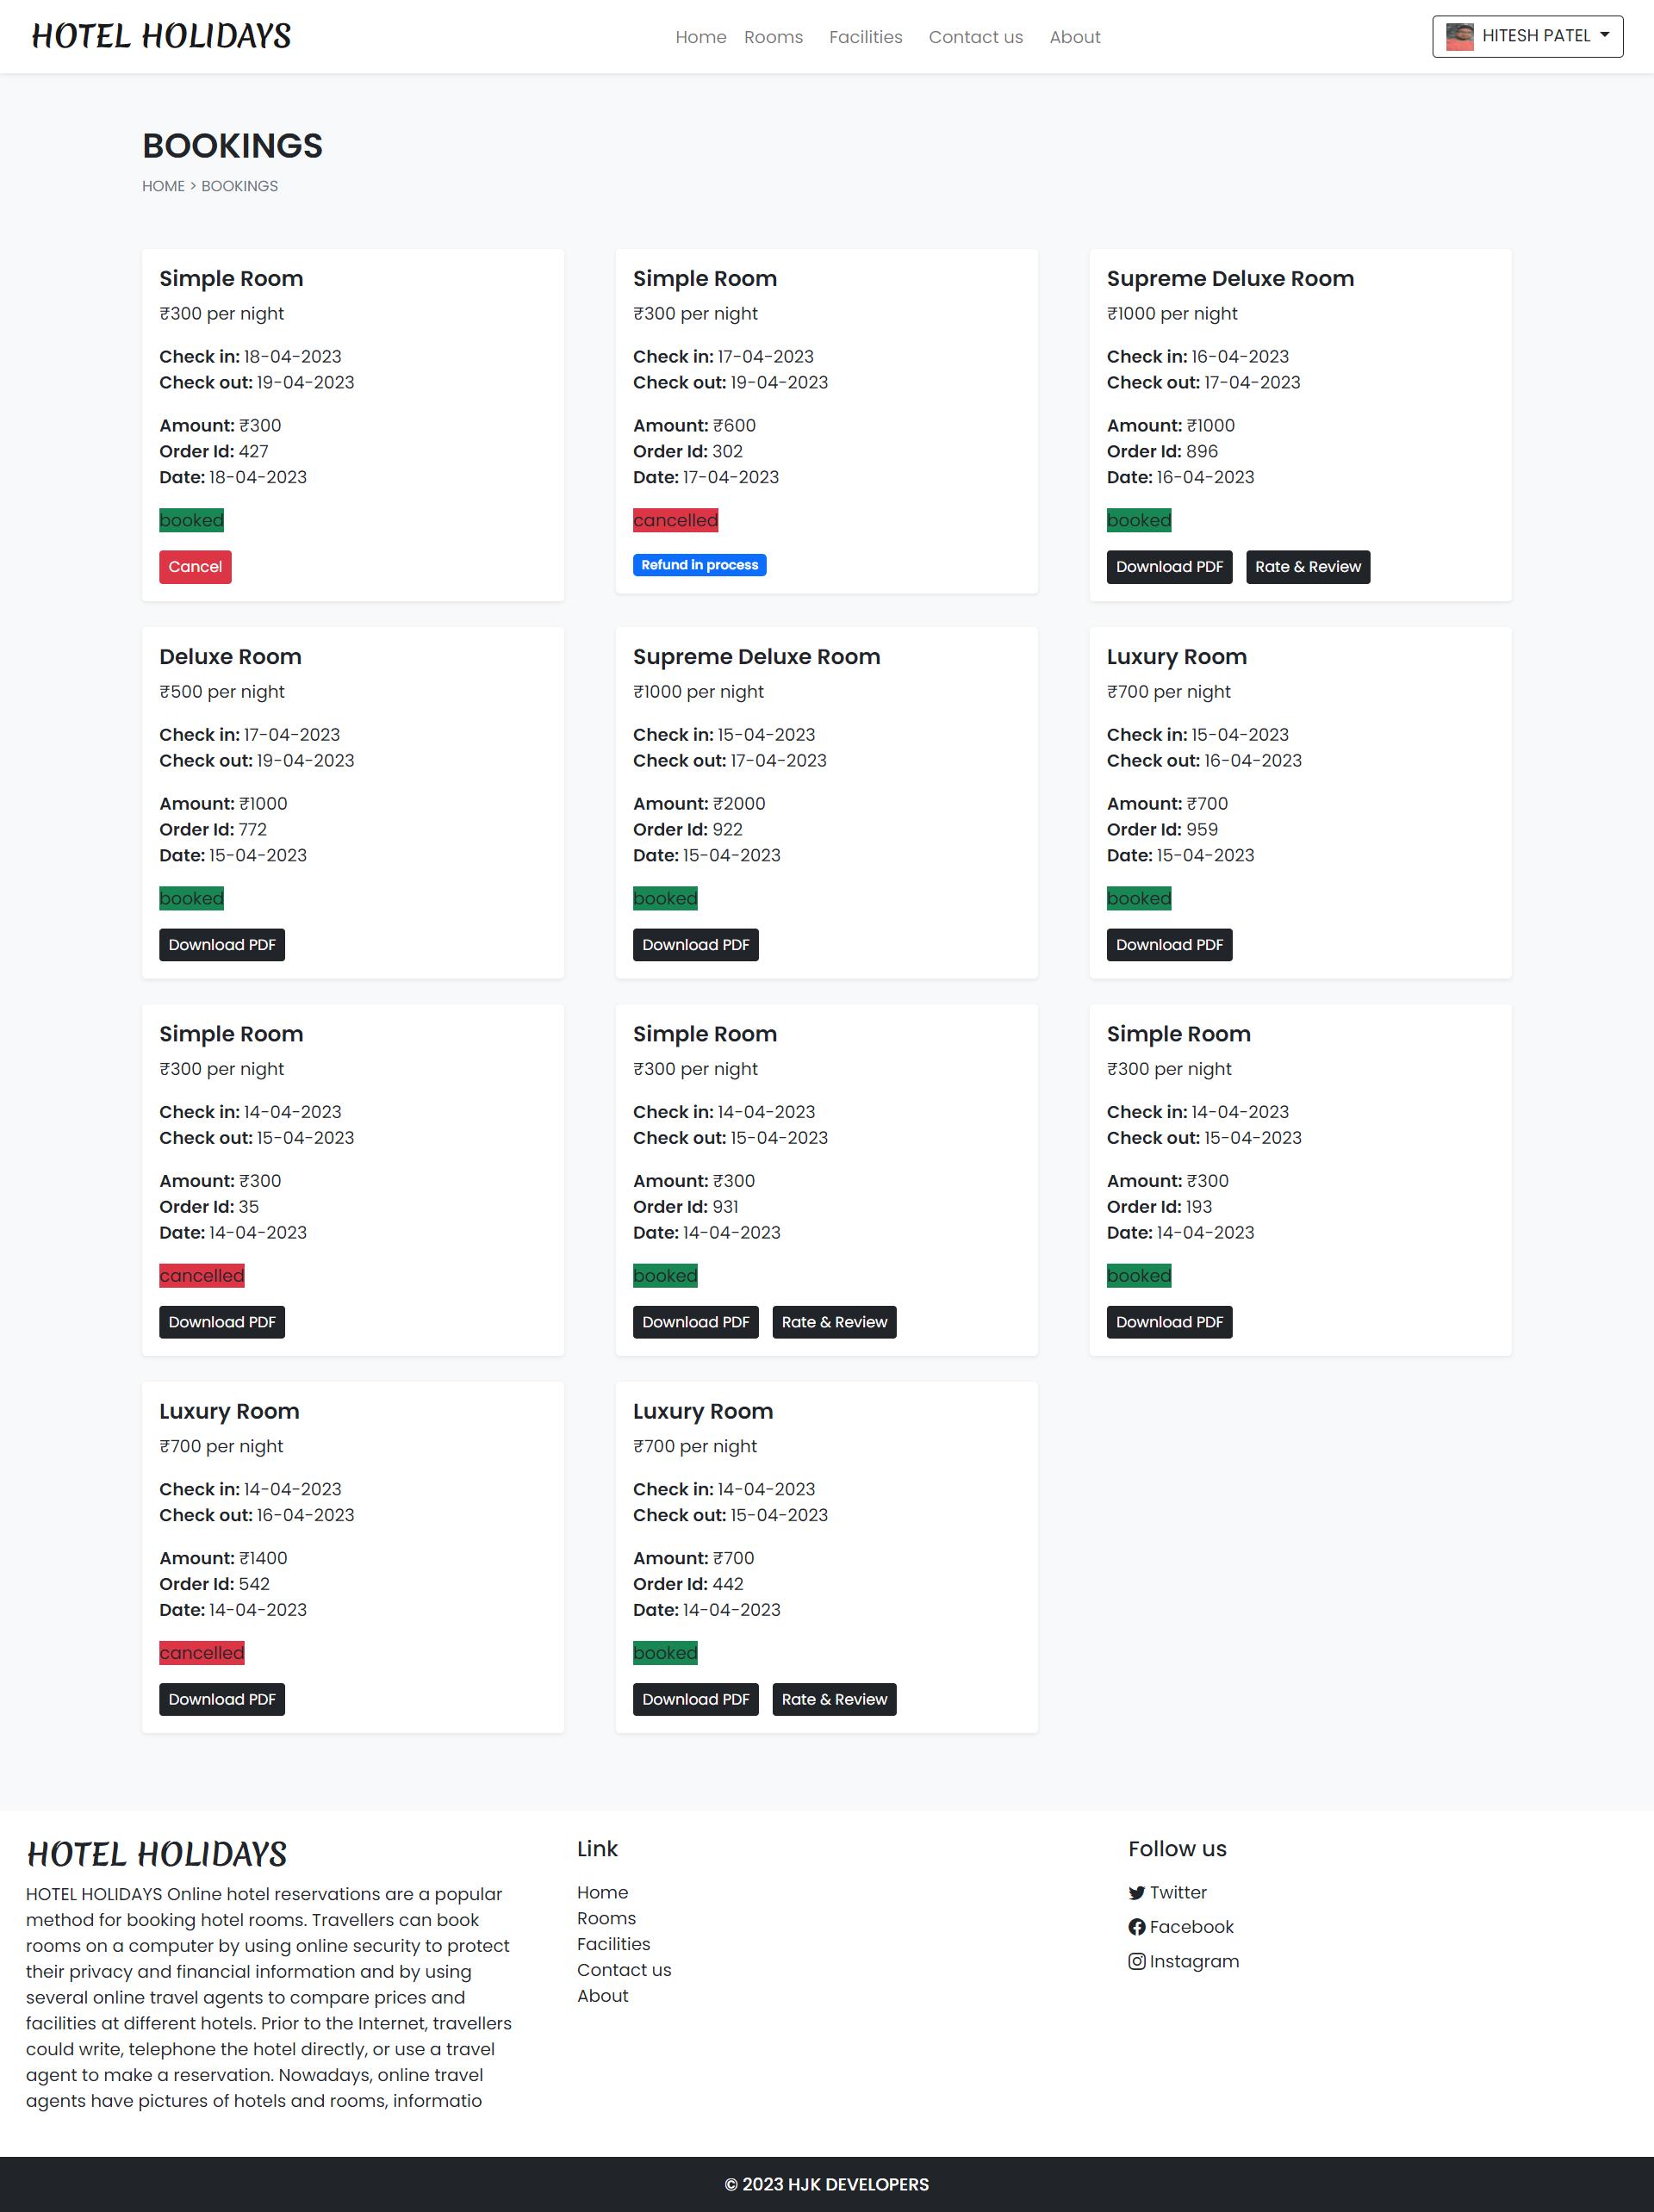 HOTEL HOLIDAYS
Home Rooms Facilities Contact us About
HITESH PATEL
BOOKINGS
HOME > BOOKINGS
Simple Room
₹300 per night
Check in: 18-04-2023
Check out: 19-04-2023
Amount: ₹300
Order Id: 427
Date: 18-04-2023
booked
Cancel
Simple Room
₹300 per night
Check in: 17-04-2023
Check out: 19-04-2023
Amount: ₹600
Order Id: 302
Date: 17-04-2023
cancelled
Refund in process
Supreme Deluxe Room
₹1000 per night
Check in: 16-04-2023
Check out: 17-04-2023
Amount: ₹1000
Order Id: 896
Date: 16-04-2023
booked
Download PDF Rate & Review
Deluxe Room
₹500 per night
Check in: 17-04-2023
Check out: 19-04-2023
Amount: ₹1000
Order Id: 772
Date: 15-04-2023
booked
Download PDF
Supreme Deluxe Room
₹1000 per night
Check in: 15-04-2023
Check out: 17-04-2023
Amount: ₹2000
Order Id: 922
Date: 15-04-2023
booked
Download PDF
Luxury Room
₹700 per night
Check in: 15-04-2023
Check out: 16-04-2023
Amount: ₹700
Order Id: 959
Date: 15-04-2023
booked
Download PDF
Simple Room
₹300 per night
Check in: 14-04-2023
Check out: 15-04-2023
Amount: ₹300
Order Id: 35
Date: 14-04-2023
cancelled
Download PDF
Simple Room
₹300 per night
Check in: 14-04-2023
Check out: 15-04-2023
Amount: ₹300
Order Id: 931
Date: 14-04-2023
booked
Download PDF Rate & Review
Simple Room
₹300 per night
Check in: 14-04-2023
Check out: 15-04-2023
Amount: ₹300
Order Id: 193
Date: 14-04-2023
booked
Download PDF
Luxury Room
₹700 per night
Check in: 14-04-2023
Check out: 16-04-2023
Amount: ₹1400
Order Id: 542
Date: 14-04-2023
cancelled
Download PDF
Luxury Room
₹700 per night
Check in: 14-04-2023
Check out: 15-04-2023
Amount: ₹700
Order Id: 442
Date: 14-04-2023
booked
Download PDF Rate & Review
HOTEL HOLIDAYS
HOTEL HOLIDAYS Online hotel reservations are a popular
method for booking hotel rooms. Travellers can book
rooms on a computer by using online security to protect
their privacy and financial information and by using
several online travel agents to compare prices and
facilities at different hotels. Prior to the Internet, travellers
could write, telephone the hotel directly, or use a travel
agent to make a reservation. Nowadays, online travel
agents have pictures of hotels and rooms, informatio
Link
Home
Rooms
Facilities
Contact us
About
Follow us
Twitter
Facebook
Instagram
© 2023 HJK DEVELOPERS